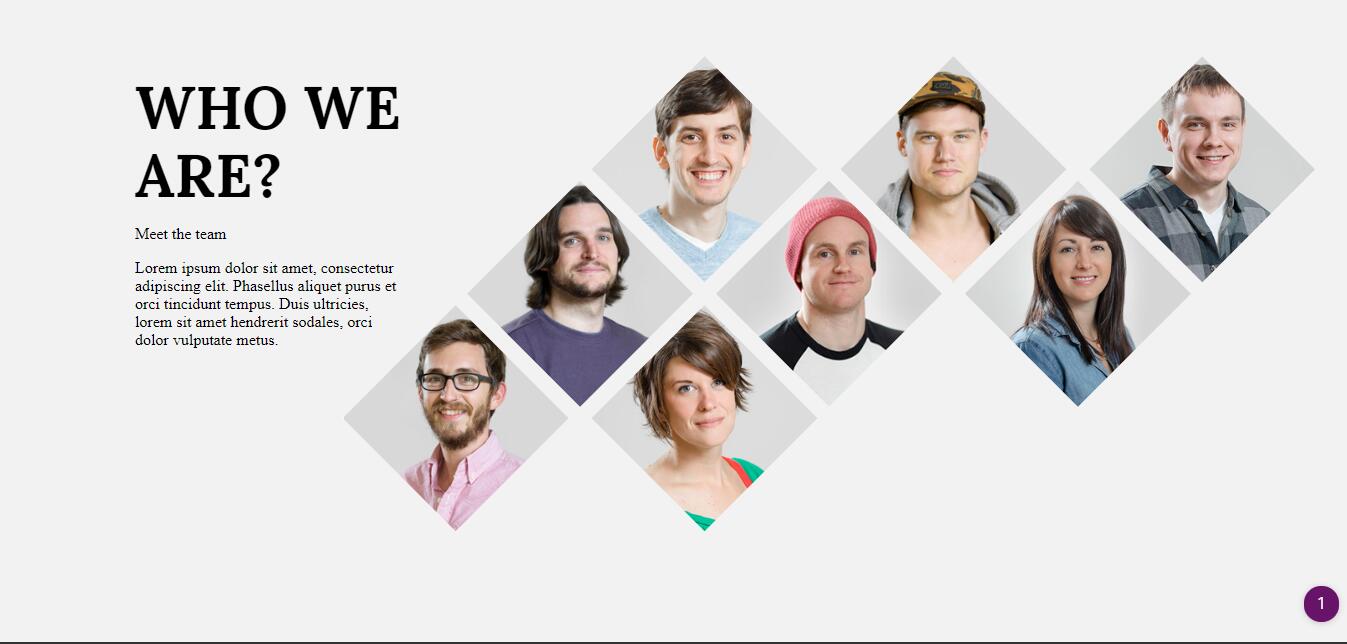 WHO WE
ARE?
Meet the team
Lorem ipsum dolor sit amet, consectetur
adipiscing elit. Phasellus aliquet purus et
orci tincidunt tempus. Duis ultricies,
lorem sit amet hendrerit sodales, orci
dolor vulputate metus.
1